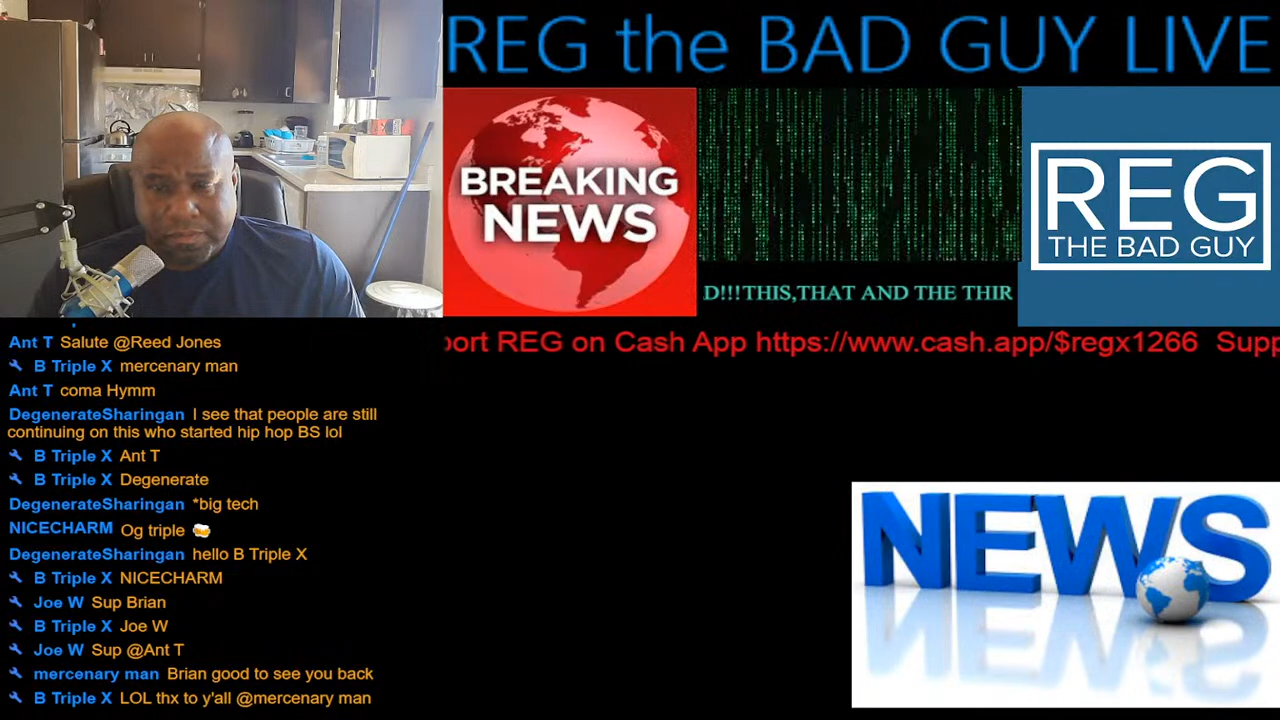 REG the BAD GUY LIVE
BREAKING
NEWS
D!!!THIS,THAT AND THE THIR
REG
THE BAD GUY
port REG on Cash App https://www.cash.app/$regx1266 Supp
Ant T Salute @Reed Jones
B Triple X mercenary man
Ant T coma Hymm
DegenerateSharingan I see that people are still
continuing on this who started hip hop BS lol
B Triple X Ant T
B Triple X Degenerate
DegenerateSharingan *big tech
NICECHARM Og triple 🍻
DegenerateSharingan hello B Triple X
B Triple X NICECHARM
Joe W Sup Brian
B Triple X Joe W
Joe W Sup @Ant T
mercenary man Brian good to see you back
B Triple X LOL thx to y'all @mercenary man
NEWS